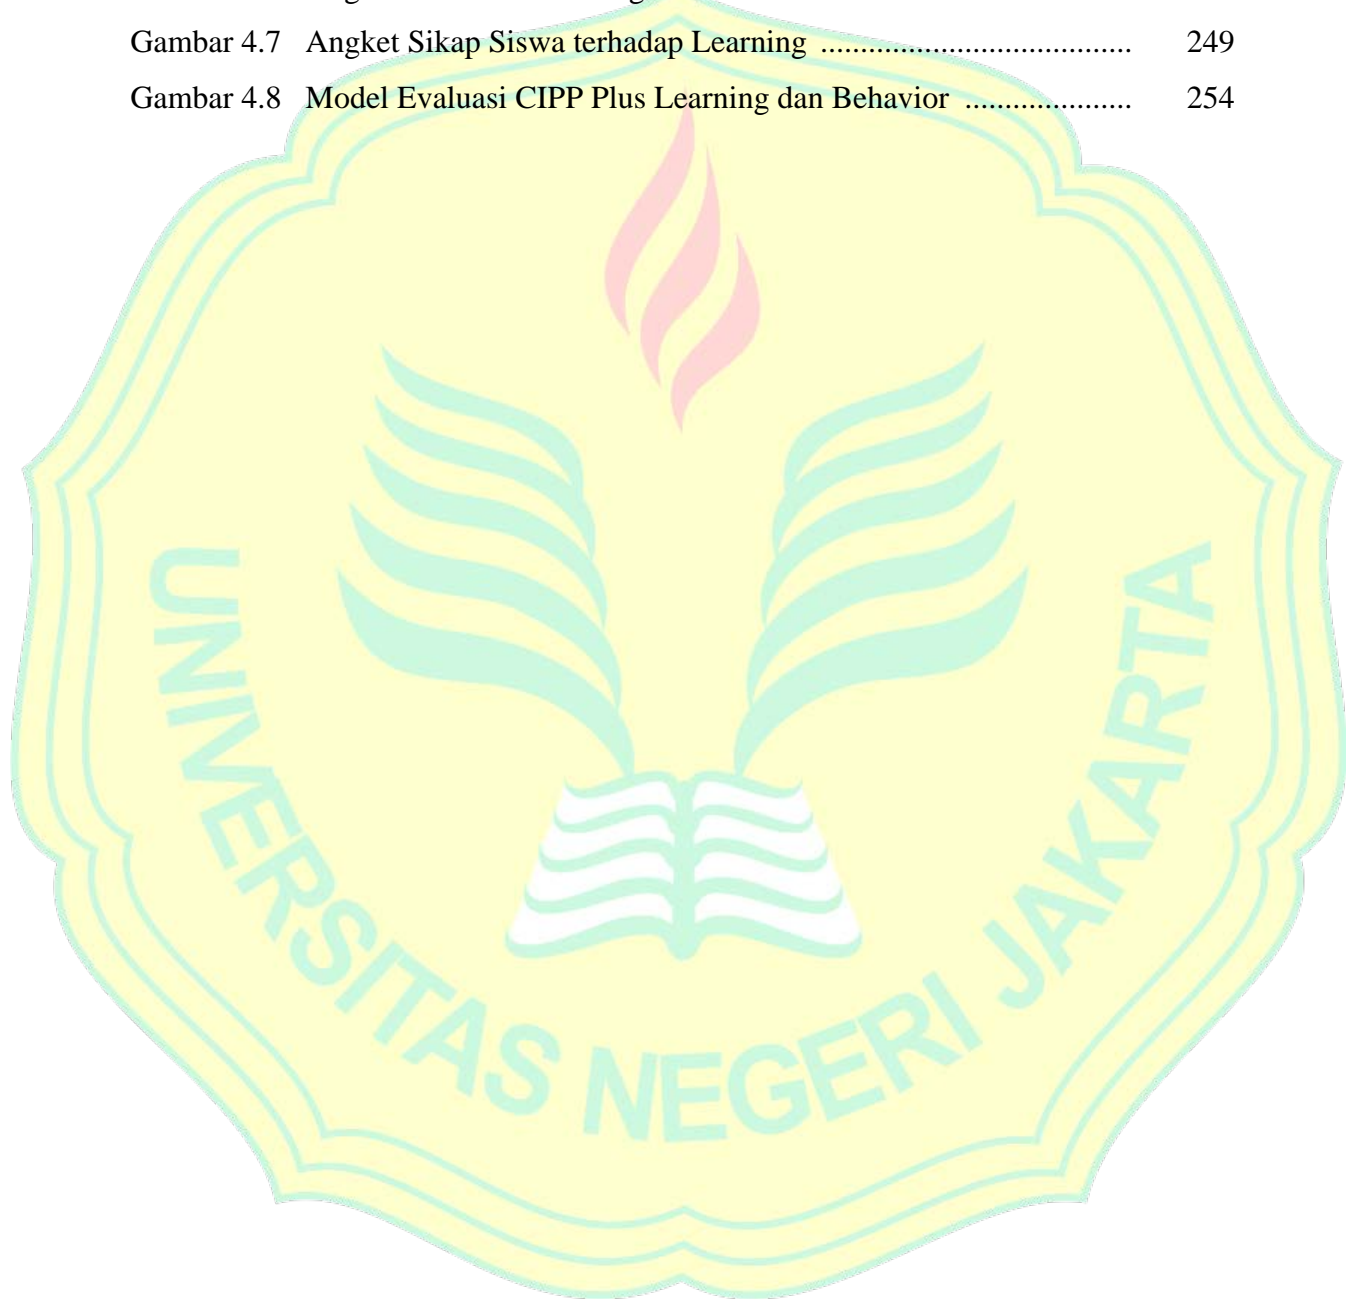 Gambar 4.7 Angket Sikap Siswa terhadap Learning ....................................... 249
Gambar 4.8 Model Evaluasi CIPP Plus Learning dan Behavior ..................... 254
UNIVERSITAS NEGERI JAKARTA